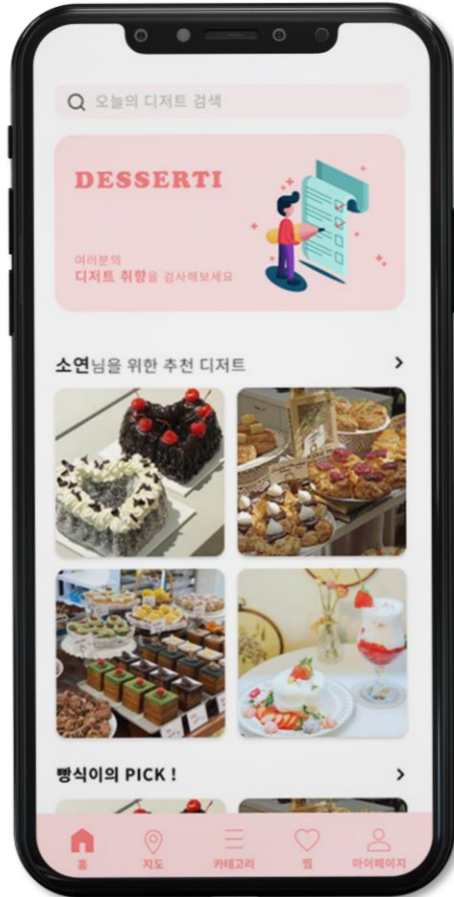 오늘의 디저트 검색
DESSERTI
여러분의
디저트 취향을 검사해보세요
소연님을 위한 추천 디저트
빵식이의 PICK !
홈
지도
카테고리
찜
마이페이지